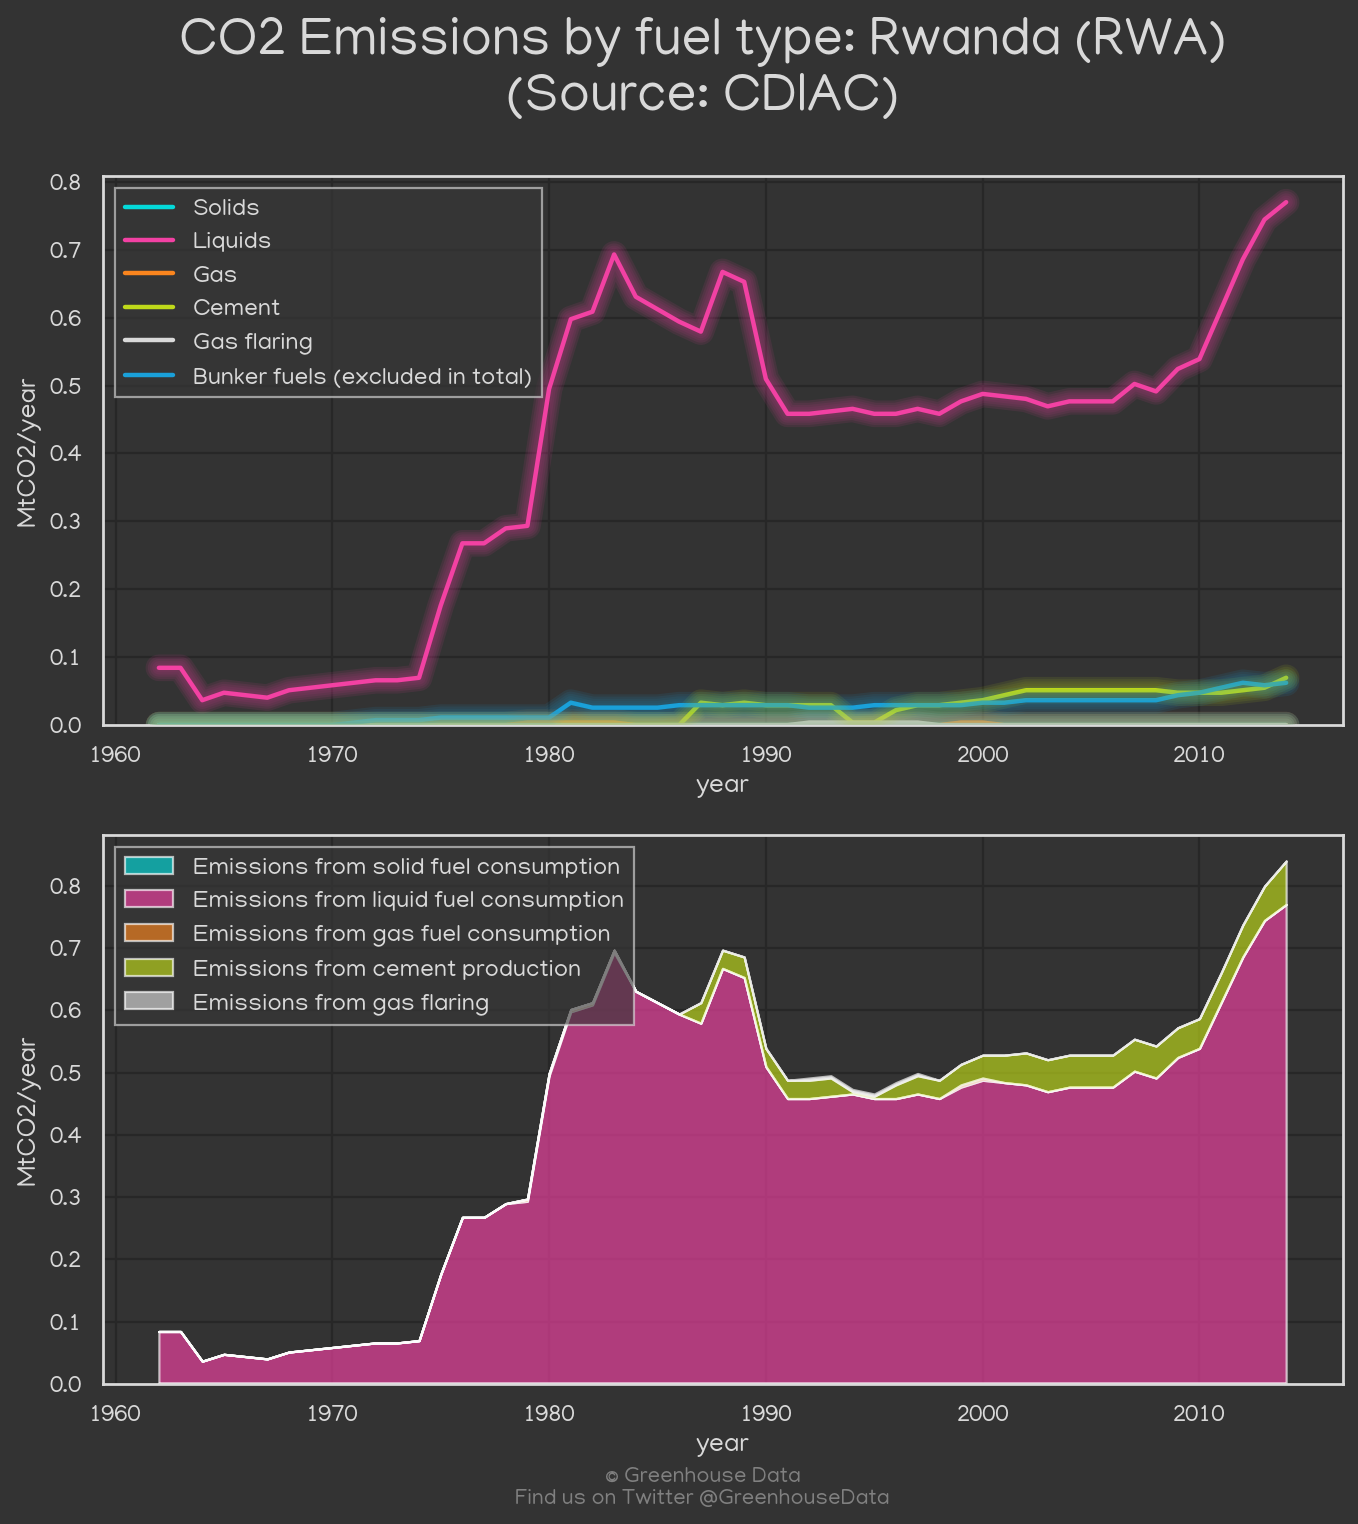 CO2 Emissions by fuel type: Rwanda (RWA)
(Source: CDIAC)
0.8
0.7
0.6
0.5
0.4
0.3
0.2
0.1
0.0
MtCO2/year
Solids
Liquids
Gas
Cement
Gas flaring
Bunker fuels (excluded in total)
1960 1970 1980 1990 2000 2010
year
0.8
0.7
0.6
0.5
0.4
0.3
0.2
0.1
0.0
MtCO2/year
Emissions from solid fuel consumption
Emissions from liquid fuel consumption
Emissions from gas fuel consumption
Emissions from cement production
Emissions from gas flaring
1960 1970 1980 1990 2000 2010
year
© Greenhouse Data
Find us on Twitter @GreenhouseData